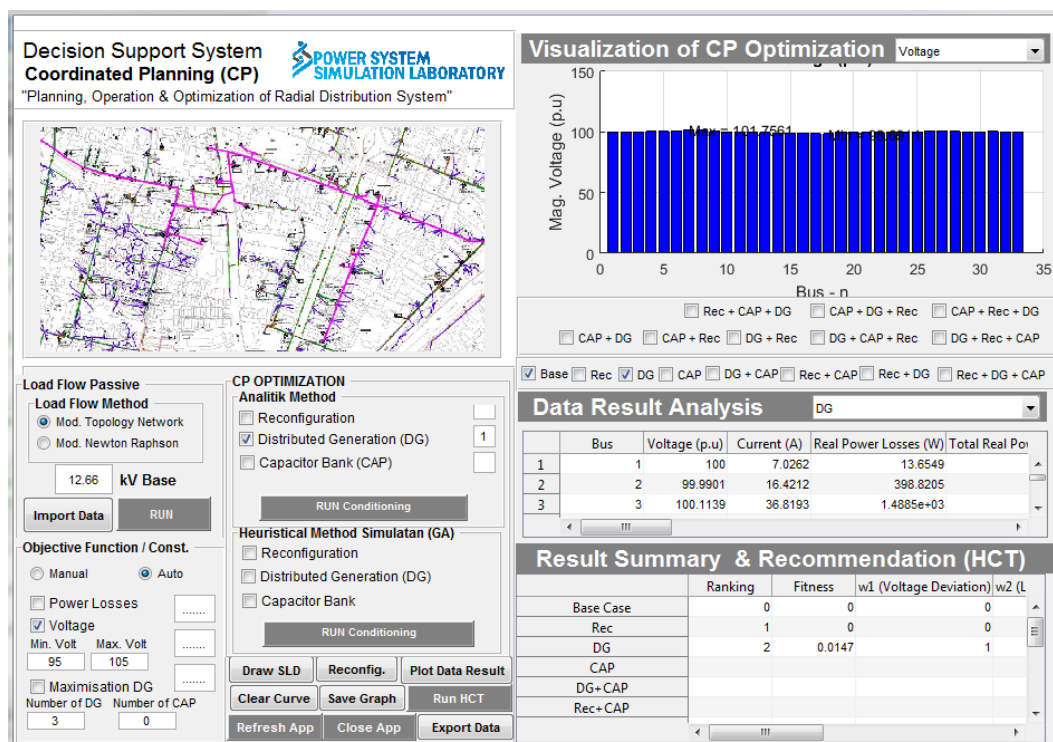 Decision Support System
Coordinated Planning (CP)
POWER SYSTEM
SIMULATION LABORATORY
"Planning, Operation & Optimization of Radial Distribution System"
Visualization of CP Optimization
Voltage
150
100
50
0
Mag. Voltage (p.u)
Max = 101.7561
0 5 10 15 20 25 30 35
Bus - n
Rec + CAP + DG CAP + DG + Rec CAP + Rec + DG
CAP + DG CAP + Rec DG + Rec DG + CAP + Rec DG + Rec + CAP
Base Rec DG CAP DG + CAP Rec + CAP Rec + DG Rec + DG + CAP
Load Flow Passive
Load Flow Method
Mod. Topology Network
Mod. Newton Raphson
12.66 kV Base
Import Data RUN
Objective Function / Const.
Manual Auto
Power Losses .......
Voltage
Min. Volt Max. Volt .......
95 105
Maximisation DG .......
Number of DG Number of CAP
3 0
CP OPTIMIZATION
Analitik Method
Reconfiguration
Distributed Generation (DG) 1
Capacitor Bank (CAP)
RUN Conditioning
Heuristical Method Simulatan (GA)
Reconfiguration
Distributed Generation (DG)
Capacitor Bank
RUN Conditioning
Draw SLD Reconfig. Plot Data Result
Clear Curve Save Graph Run HCT
Refresh App Close App Export Data
Data Result Analysis
DG
Bus Voltage (p.u) Current (A) Real Power Losses (W) Total Real Pov
1 1 100 7.0262 13.6549
2 2 99.9901 16.4212 398.8205
3 3 100.1139 36.8193 1.4885e+03
Result Summary & Recommendation (HCT)
Ranking Fitness w1 (Voltage Deviation) w2 (L
Base Case 0 0 0
Rec 1 0 0
DG 2 0.0147 1
CAP
DG+CAP
Rec+CAP